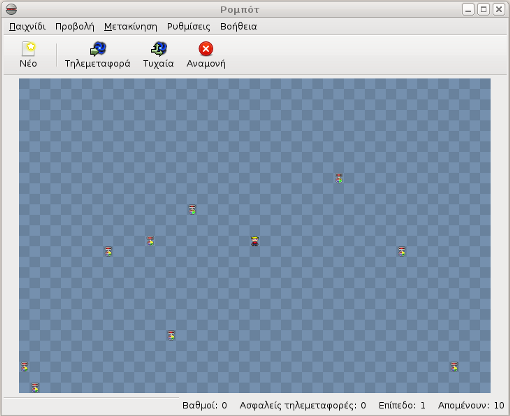 Ρομπότ
Παιχνίδι Προβολή Μετακίνηση Ρυθμίσεις Βοήθεια
Νέο Τηλεμεταφορά Τυχαία Αναμονή
Βαθμοί: 0 Ασφαλείς τηλεμεταφορές: 0 Επίπεδο: 1 Απομένουν: 10